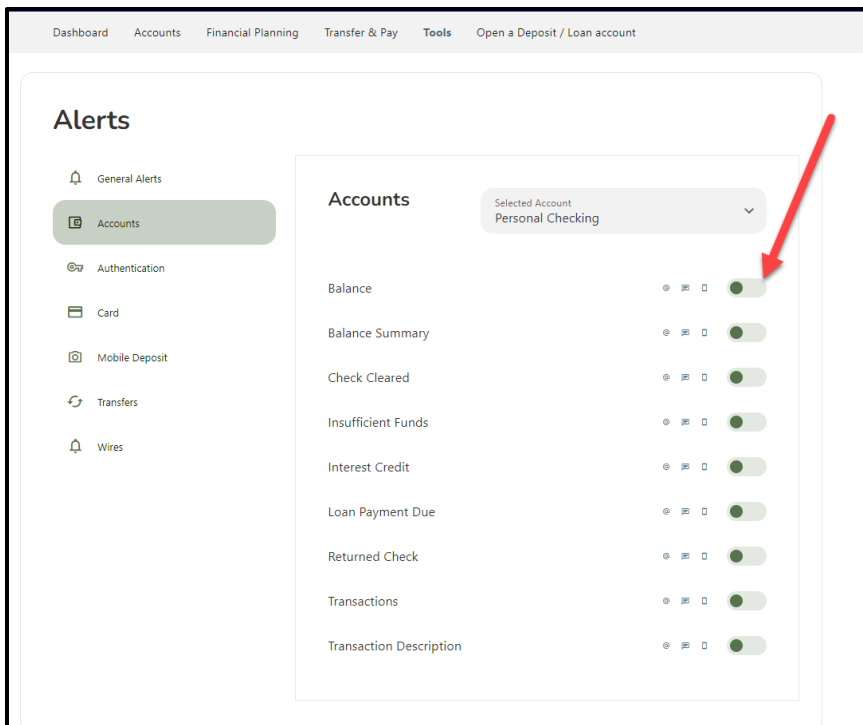 Dashboard Accounts Financial Planning Transfer & Pay Tools Open a Deposit / Loan account
Alerts
General Alerts
Accounts
Authentication
Card
Mobile Deposit
Transfers
Wires
Accounts
Selected Account
Personal Checking
Balance
Balance Summary
Check Cleared
Insufficient Funds
Interest Credit
Loan Payment Due
Returned Check
Transactions
Transaction Description